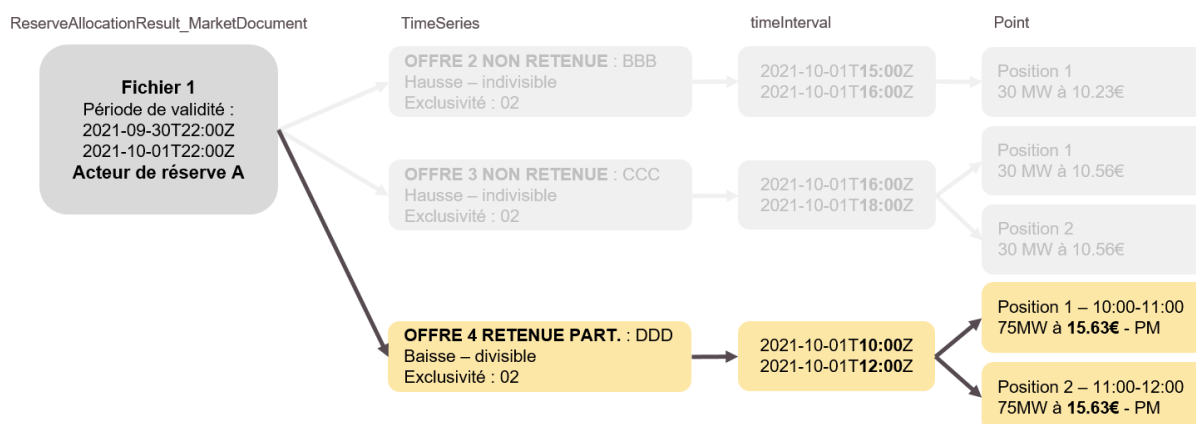 ReserveAllocationResult_MarketDocument
TimeSeries
timeInterval
Point
Fichier 1
Période de validité :
2021-09-30T22:00Z
2021-10-01T22:00Z
Acteur de réserve A
OFFRE 2 NON RETENUE : BBB
Hausse – indivisible
Exclusivité : 02
2021-10-01T15:00Z
2021-10-01T16:00Z
Position 1
30 MW à 10.23€
OFFRE 3 NON RETENUE : CCC
Hausse – indivisible
Exclusivité : 02
2021-10-01T16:00Z
2021-10-01T18:00Z
Position 1
30 MW à 10.56€
Position 2
30 MW à 10.56€
OFFRE 4 RETENUE PART. : DDD
Baisse – divisible
Exclusivité : 02
2021-10-01T10:00Z
2021-10-01T12:00Z
Position 1 – 10:00-11:00
75MW à 15.63€ - PM
Position 2 – 11:00-12:00
75MW à 15.63€ - PM